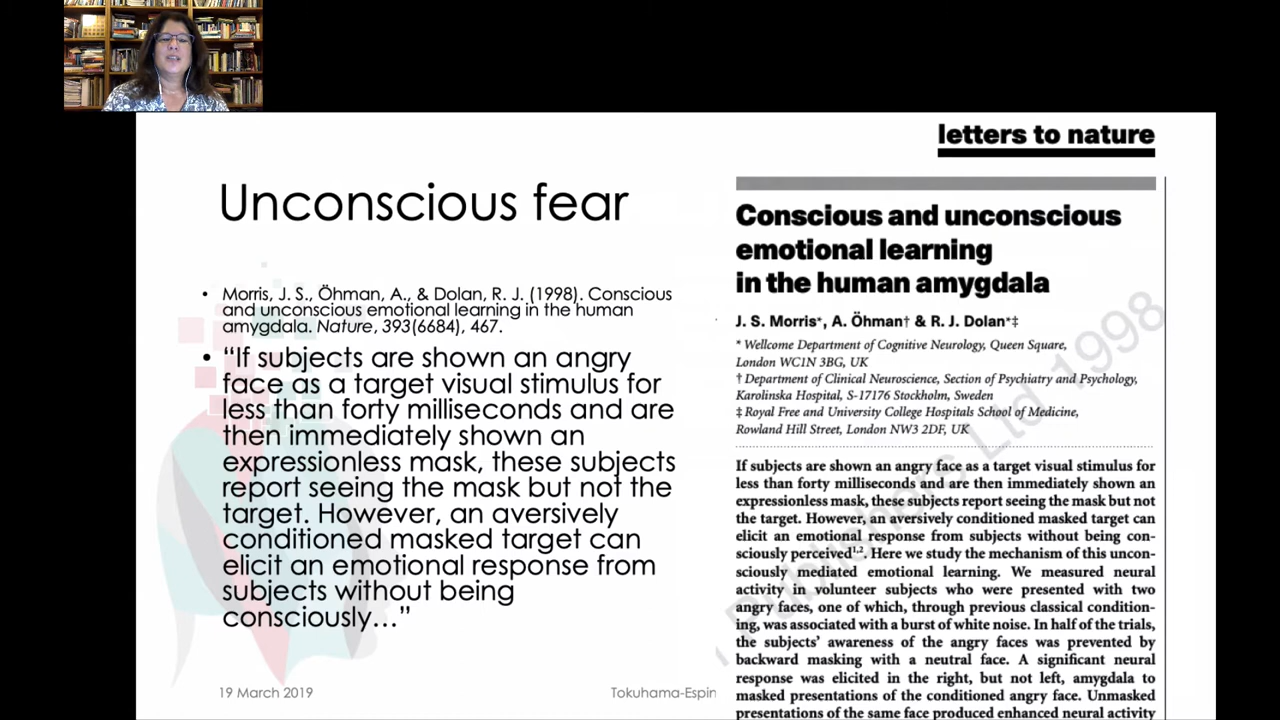 letters to nature
Unconscious fear
• Morris, J. S., Öhman, A., & Dolan, R. J. (1998). Conscious
and unconscious emotional learning in the human
amygdala. Nature, 393(6684), 467.
• “If subjects are shown an angry
face as a target visual stimulus for
less than forty milliseconds and are
then immediately shown an
expressionless mask, these subjects
report seeing the mask but not the
target. However, an aversively
conditioned masked target can
elicit an emotional response from
subjects without being
consciously…”
19 March 2019
Tokuhama-Espin
Conscious and unconscious
emotional learning
in the human amygdala
J. S. Morris*, A. Öhman† & R. J. Dolan*‡
* Wellcome Department of Cognitive Neurology, Queen Square,
London WC1N 3BG, UK
† Department of Clinical Neuroscience, Section of Psychiatry and Psychology,
Karolinska Hospital, S-17176 Stockholm, Sweden
‡ Royal Free and University College Hospitals School of Medicine,
Rowland Hill Street, London NW3 2DF, UK
If subjects are shown an angry face as a target visual stimulus for
less than forty milliseconds and are then immediately shown an
expressionless mask, these subjects report seeing the mask but not
the target. However, an aversively conditioned masked target can
elicit an emotional response from subjects without being con-
sciously perceived1,2. Here we study the mechanism of this uncon-
sciously mediated emotional learning. We measured neural
activity in volunteer subjects who were presented with two
angry faces, one of which, through previous classical condition-
ing, was associated with a burst of white noise. In half of the trials,
the subjects’ awareness of the angry faces was prevented by
backward masking with a neutral face. A significant neural
response was elicited in the right, but not left, amygdala to
masked presentations of the conditioned angry face. Unmasked
presentations of the same face produced enhanced neural activity
Publishers Ltd 1998